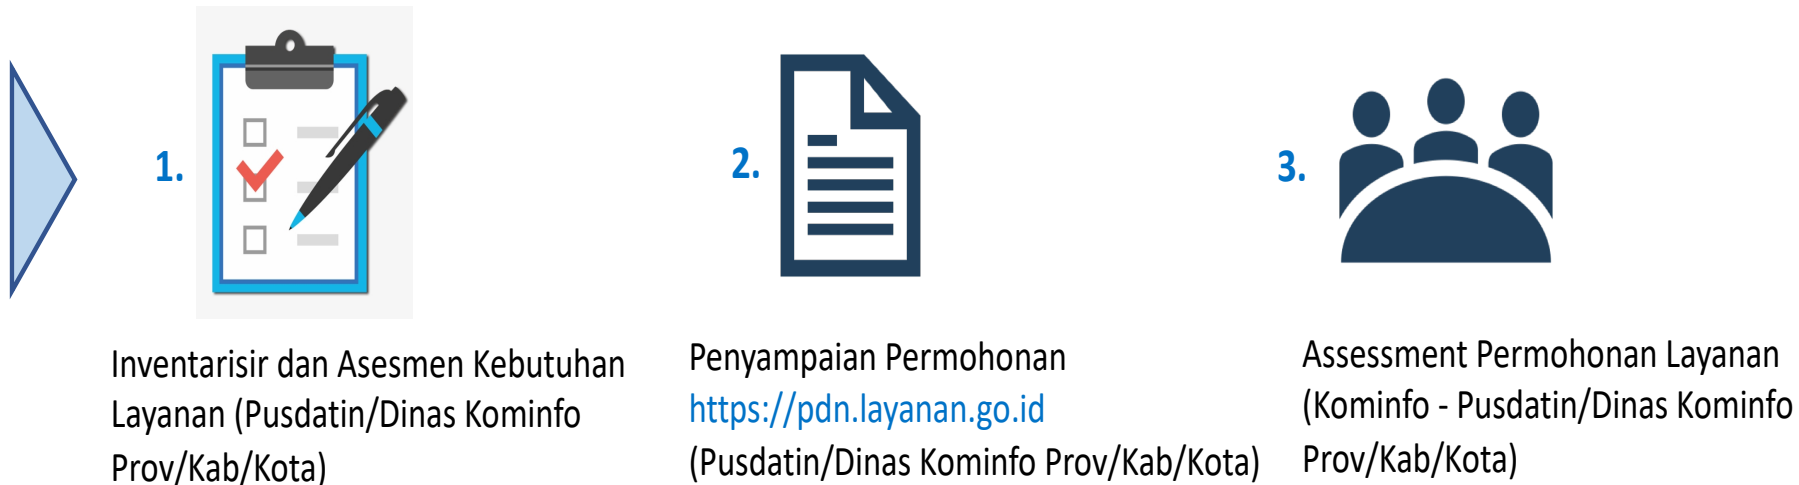 1.
Inventarisir dan Asesmen Kebutuhan
Layanan (Pusdatin/Dinas Kominfo
Prov/Kab/Kota)
2.
Penyampaian Permohonan
https://pdn.layanan.go.id
(Pusdatin/Dinas Kominfo Prov/Kab/Kota)
3.
Assessment Permohonan Layanan
(Kominfo - Pusdatin/Dinas Kominfo
Prov/Kab/Kota)